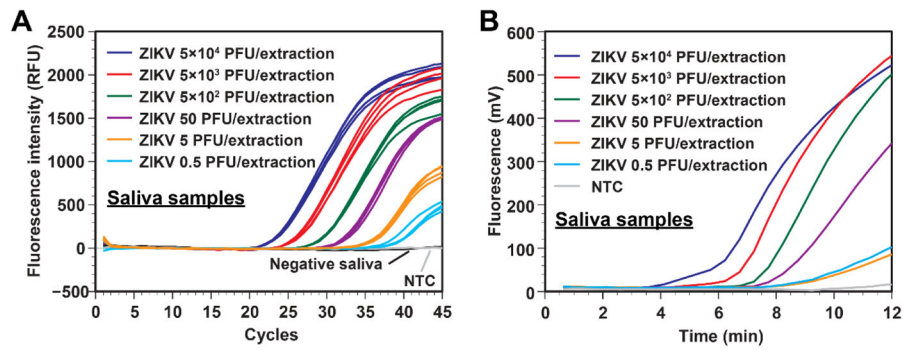 A
Fluorescence intensity (RFU)
2500
2000
1500
1000
500
0
−500
ZIKV 5×10⁴ PFU/extraction
ZIKV 5×10³ PFU/extraction
ZIKV 5×10² PFU/extraction
ZIKV 50 PFU/extraction
ZIKV 5 PFU/extraction
ZIKV 0.5 PFU/extraction
Saliva samples
Negative saliva
NTC
0 5 10 15 20 25 30 35 40 45
Cycles
B
Fluorescence (mV)
600
500
400
300
200
100
0
ZIKV 5×10⁴ PFU/extraction
ZIKV 5×10³ PFU/extraction
ZIKV 5×10² PFU/extraction
ZIKV 50 PFU/extraction
ZIKV 5 PFU/extraction
ZIKV 0.5 PFU/extraction
NTC
Saliva samples
0 2 4 6 8 10 12
Time (min)